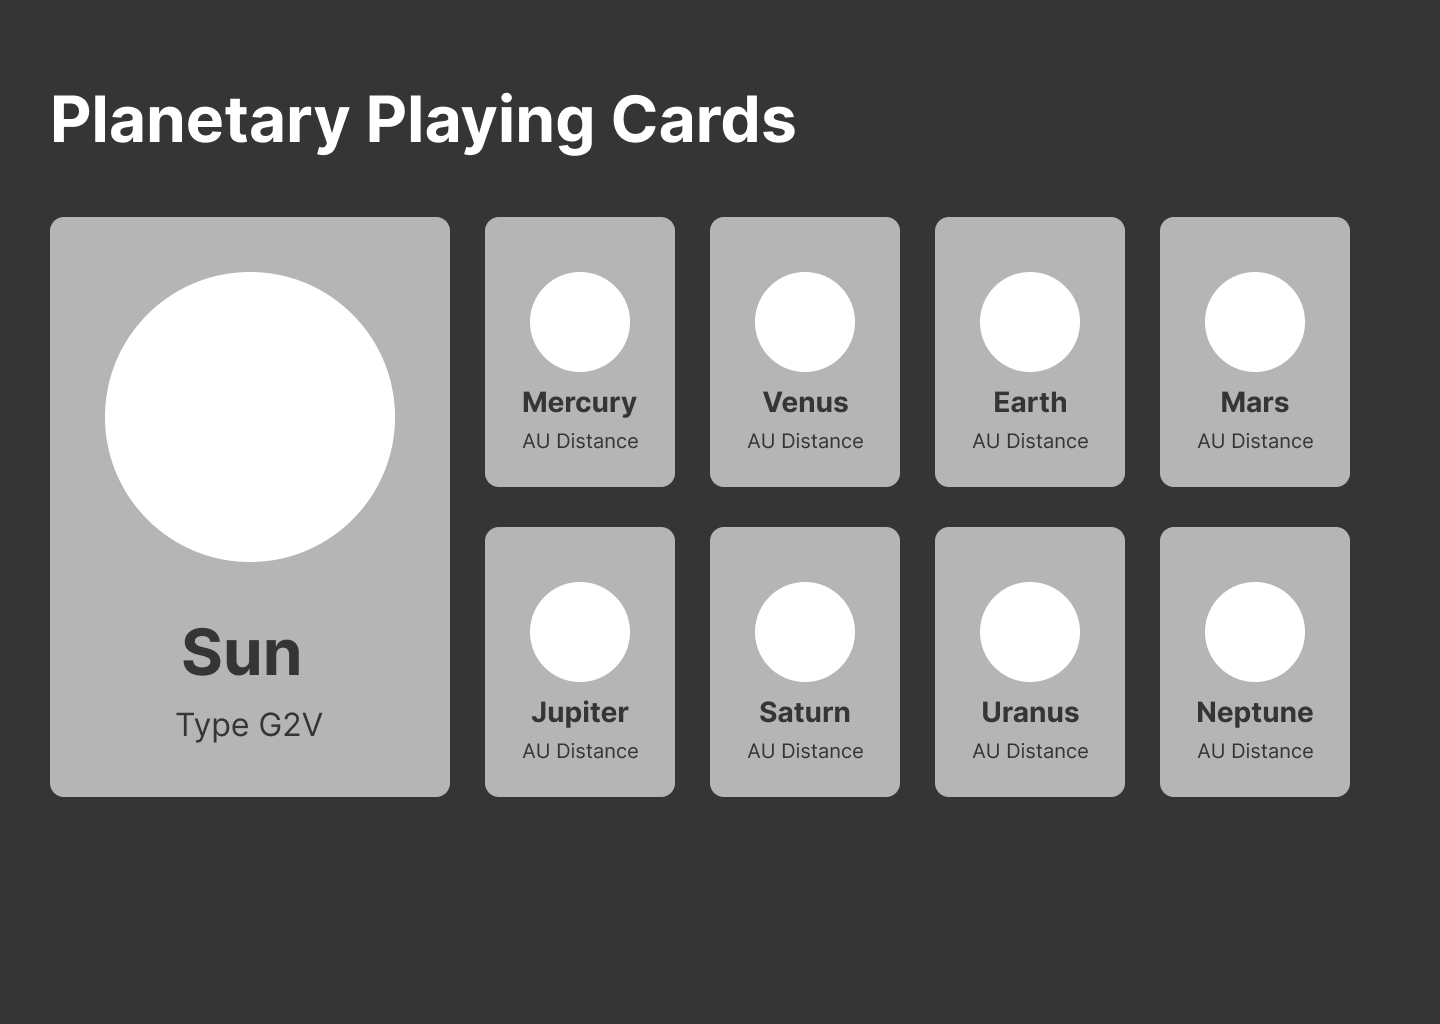 Planetary Playing Cards
Sun
Type G2V
Mercury
AU Distance
Venus
AU Distance
Earth
AU Distance
Mars
AU Distance
Jupiter
AU Distance
Saturn
AU Distance
Uranus
AU Distance
Neptune
AU Distance